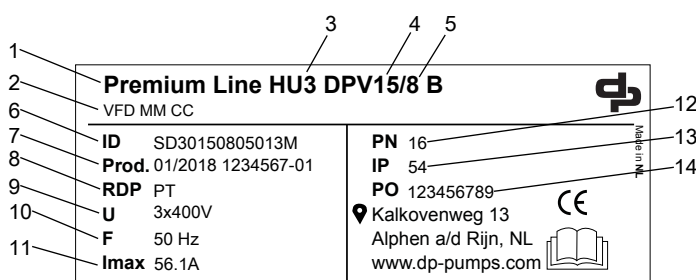 3
4
5
1
Premium Line HU3 DPV15/8 B
dp
2
VFD MM CC
12
6
ID SD30150805013M
PN 16
13
7
Prod. 01/2018 1234567-01
IP 54
Made in NL
14
8
RDP PT
PO 123456789
9
U 3x400V
Kalkovenweg 13
CE
10
F 50 Hz
Alphen a/d Rijn, NL
11
Imax 56.1A
www.dp-pumps.com